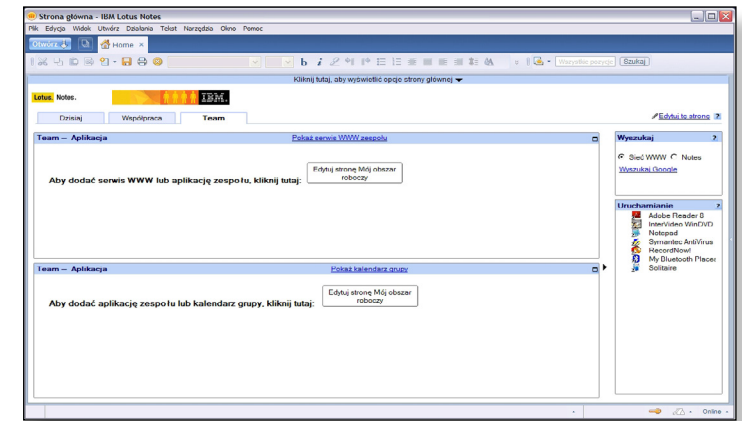 Strona główna - IBM Lotus Notes
Plik Edycja Widok Utwórz Działania Tekst Narzędzia Okno Pomoc
Otwórz Home ×
b i Wszystkie pozycje Szukaj
Kliknij tutaj, aby wyświetlić opcje strony głównej
Lotus. Notes. IBM.
Dzisiaj Współpraca Team Edytuj tę stronę ?
Team – Aplikacja Pokaż serwis WWW zespołu
Wyszukaj ?
Aby dodać serwis WWW lub aplikację zespołu, kliknij tutaj:
Edytuj stronę Mój obszar
roboczy
Sieć WWW Notes
Wyszukaj Google
Uruchamianie ?
Adobe Reader 8
InterVideo WinDVD
Notepad
Symantec AntiVirus
RecordNow!
My Bluetooth Places
Solitaire
Team – Aplikacja Pokaż kalendarz grupy
Aby dodać aplikację zespołu lub kalendarz grupy, kliknij tutaj:
Edytuj stronę Mój obszar
roboczy
Online